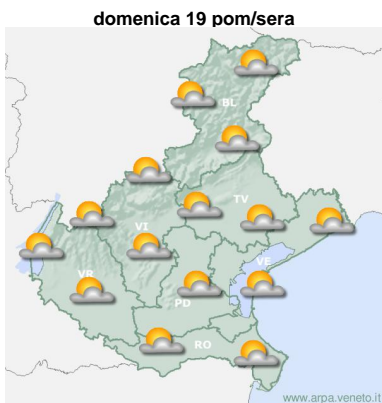 domenica 19 pom/sera
BL
TV
VI
VE
VR
PD
RO
www.arpa.veneto.it